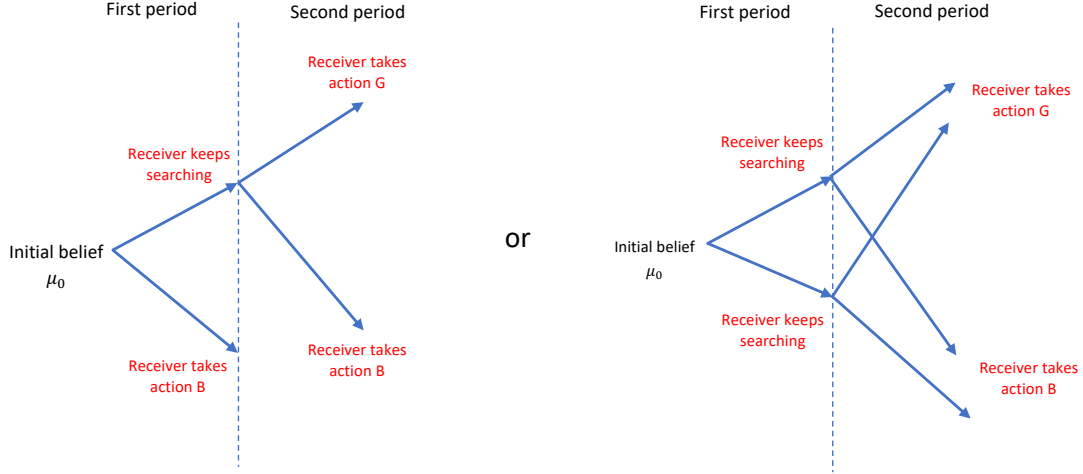 First period
Second period
Receiver takes
action G
Receiver keeps
searching
Initial belief
μ₀
Receiver takes
action B
Receiver takes
action B
or
First period
Second period
Receiver takes
action G
Receiver keeps
searching
Initial belief
μ₀
Receiver keeps
searching
Receiver takes
action B